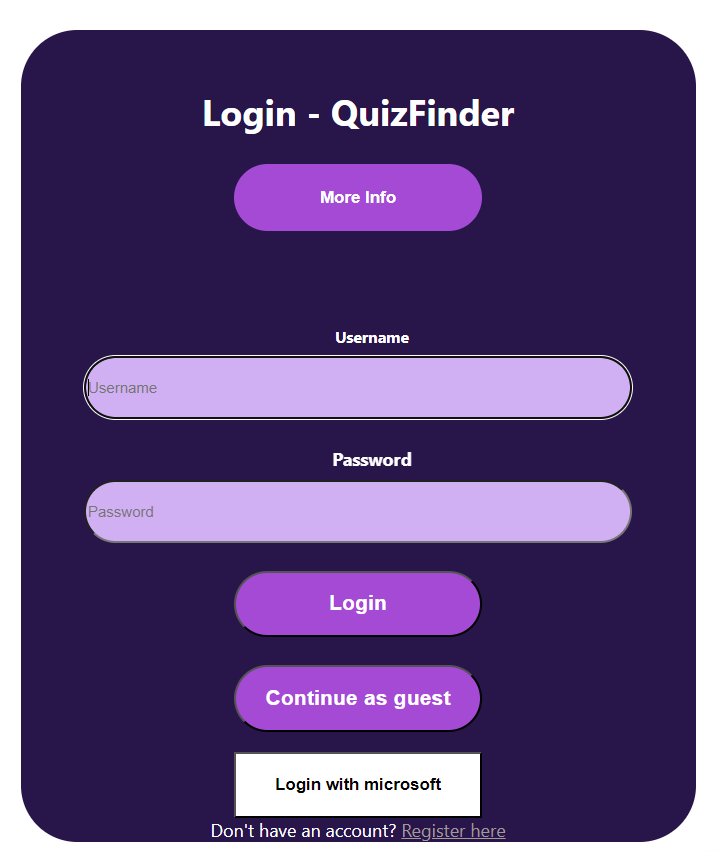 Login - QuizFinder
More Info
Username
Username
Password
Password
Login
Continue as guest
Login with microsoft
Don't have an account? Register here